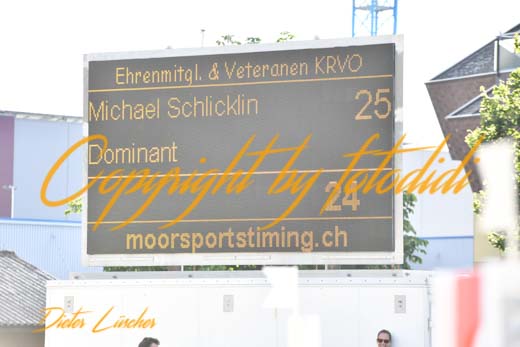 Ehrenmitgl. & Veteranen KRVO
Michael Schlicklin 25
Dominant
Copyright by fotodidi
24
moorsportstiming.ch
Dieter Lüscher